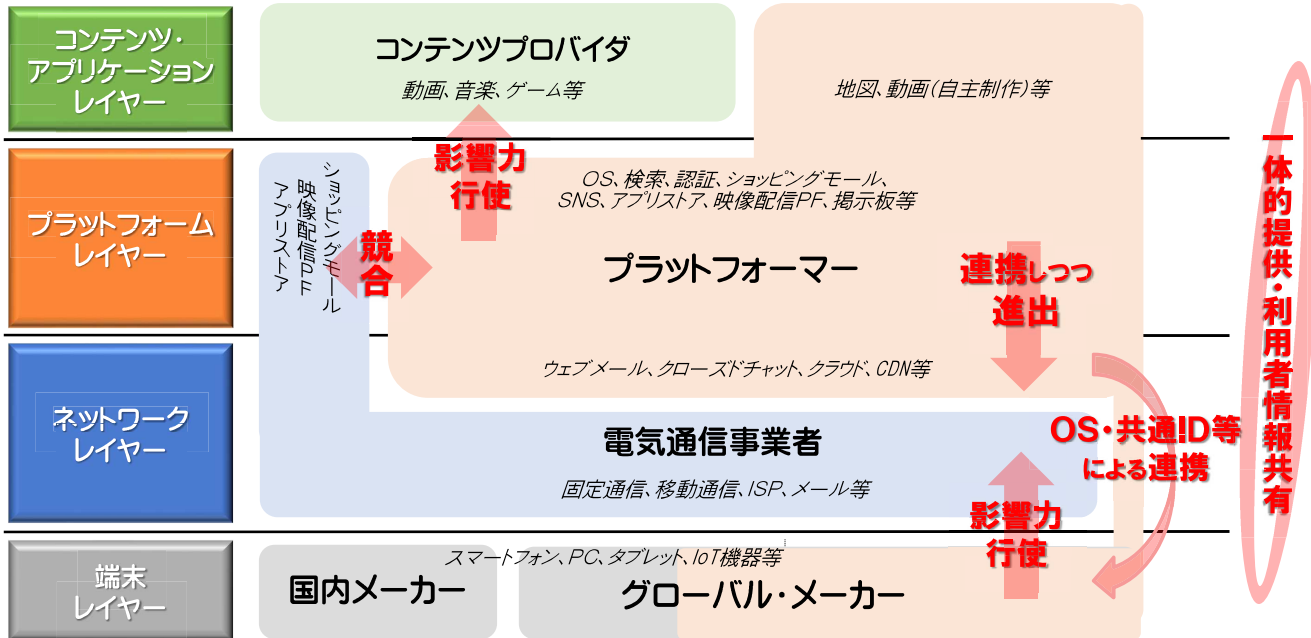 コンテンツ・
アプリケーション
レイヤー
コンテンツプロバイダ
動画、音楽、ゲーム等
地図、動画(自主制作)等
影響力
行使
プラットフォーム
レイヤー
ショッピングモール
映像配信PF
アプリストア
競
合
OS、検索、認証、ショッピングモール、
SNS、アプリストア、映像配信PF、掲示板等
プラットフォーマー
連携しつつ
進出
ウェブメール、クローズドチャット、クラウド、CDN等
ネットワーク
レイヤー
電気通信事業者
固定通信、移動通信、ISP、メール等
OS・共通ID等
による連携
影響力
行使
端末
レイヤー
スマートフォン、PC、タブレット、IoT機器等
国内メーカー
グローバル・メーカー
一体的提供・利用者情報共有